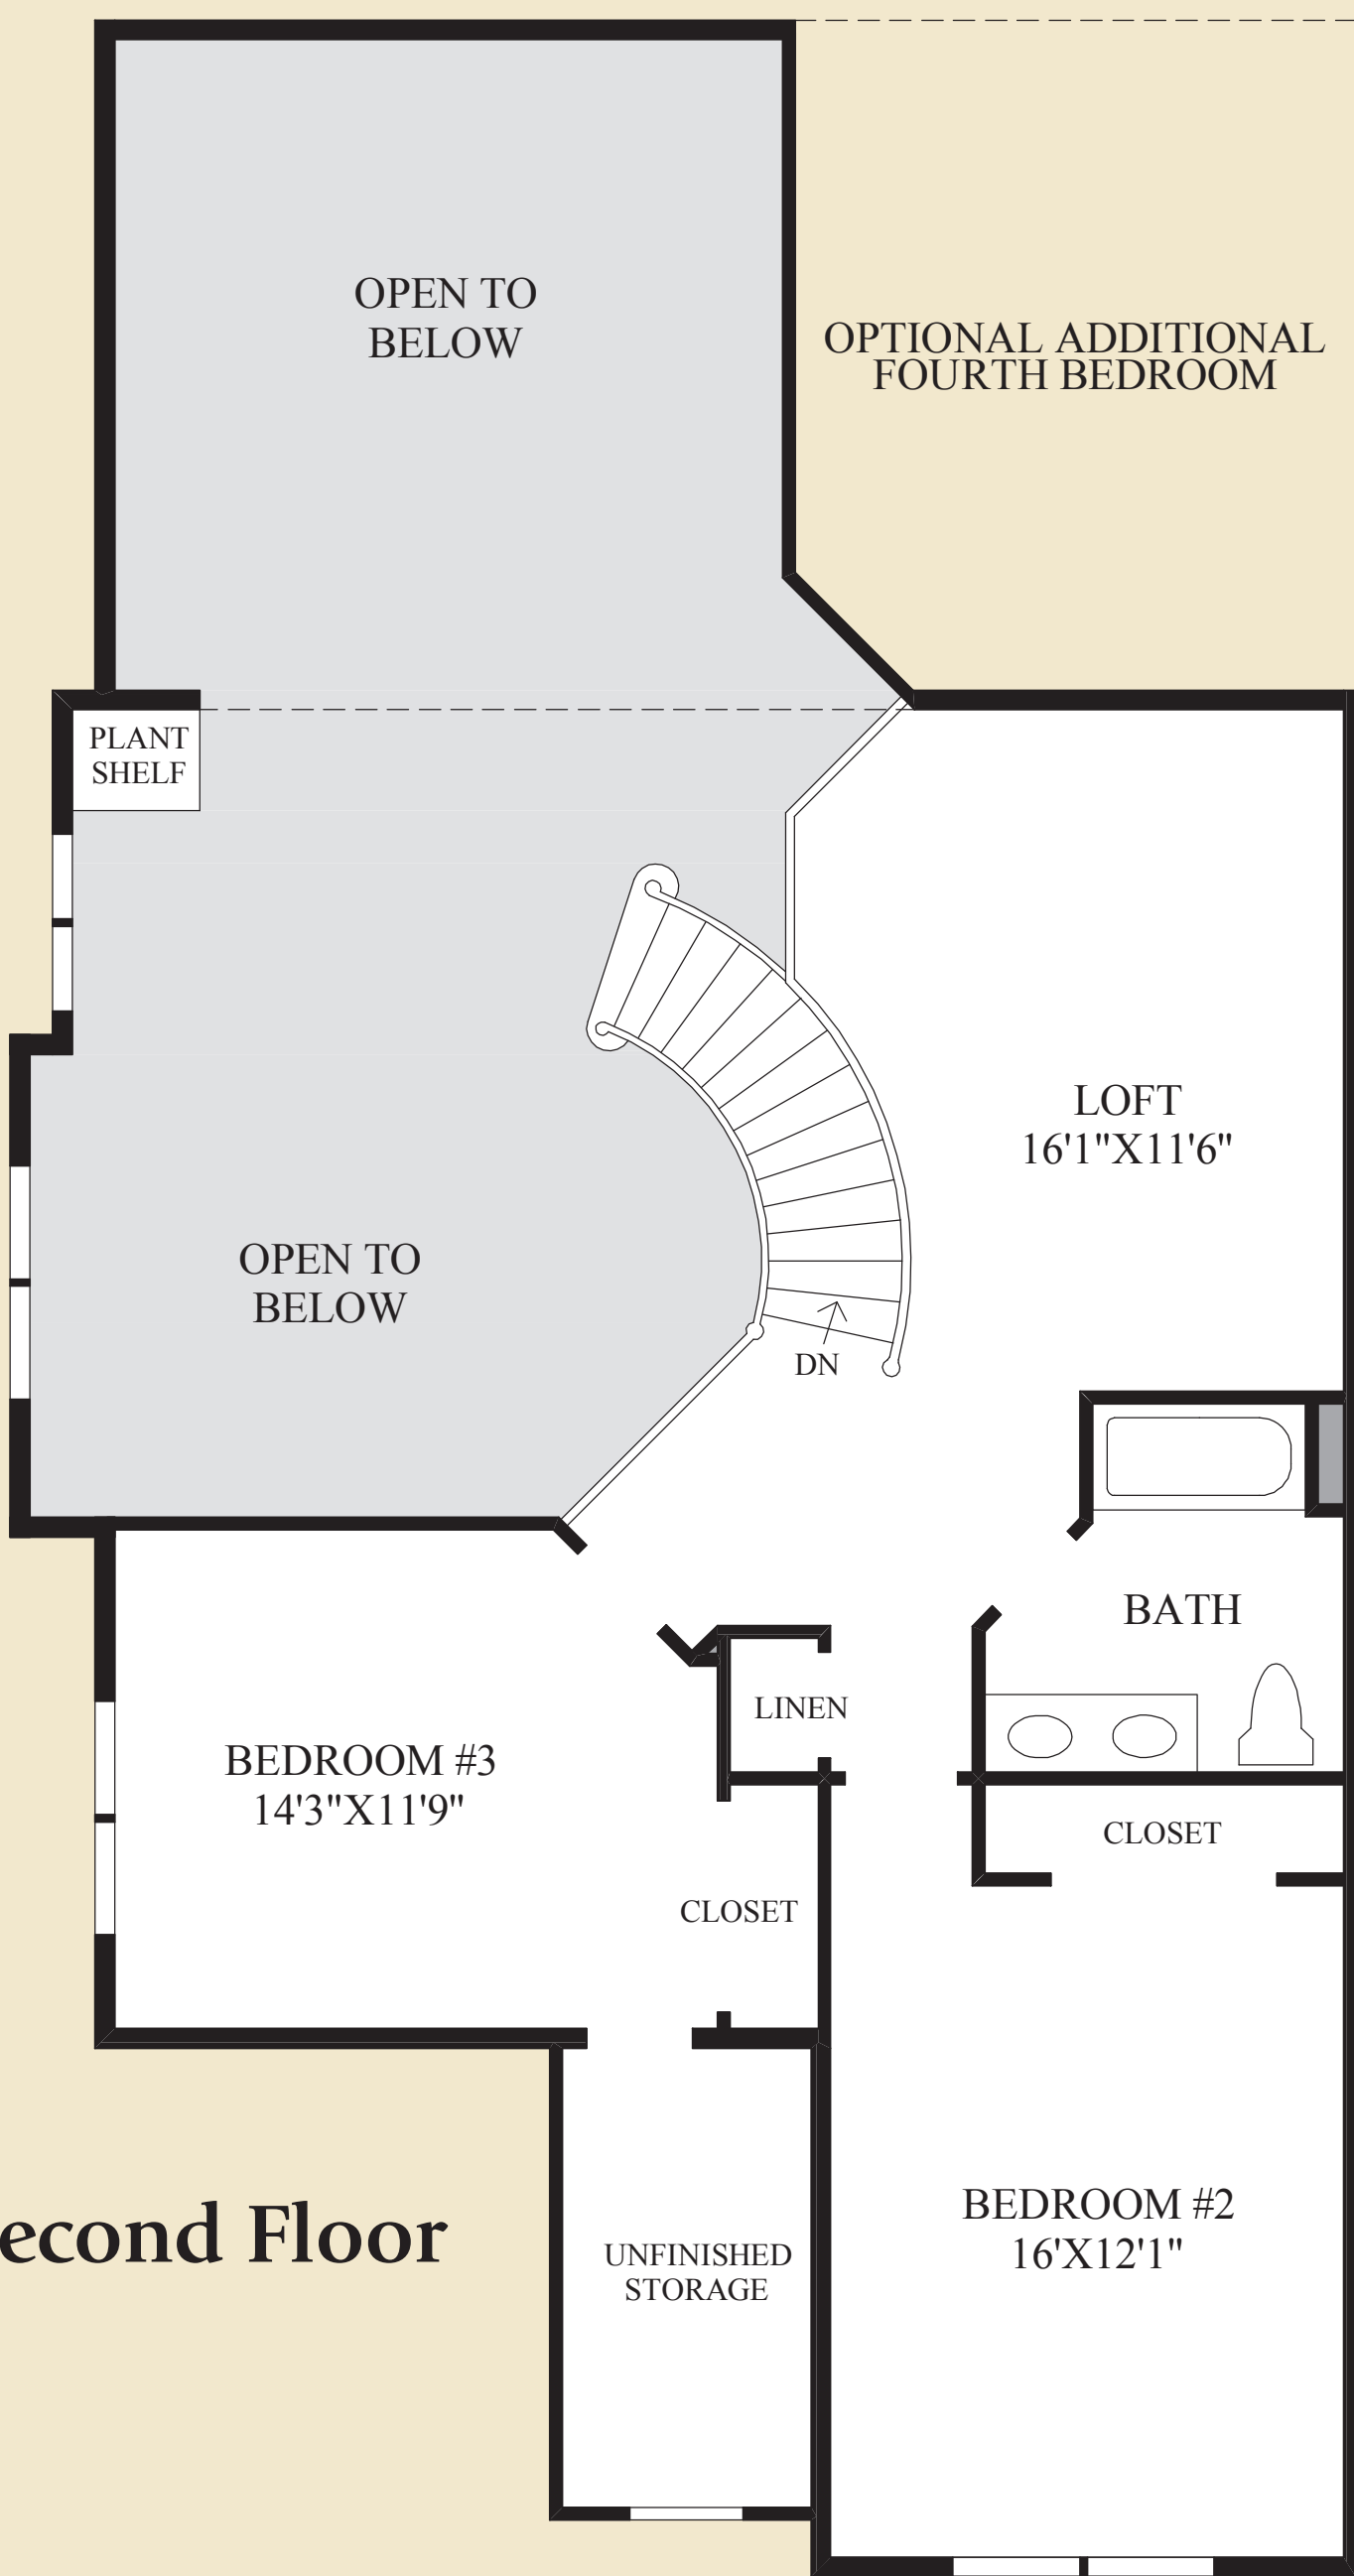 OPEN TO
BELOW
OPTIONAL ADDITIONAL
FOURTH BEDROOM
PLANT
SHELF
LOFT
16'1"X11'6"
OPEN TO
BELOW
DN
BATH
LINEN
BEDROOM #3
14'3"X11'9"
CLOSET
CLOSET
BEDROOM #2
16'X12'1"
econd Floor
UNFINISHED
STORAGE